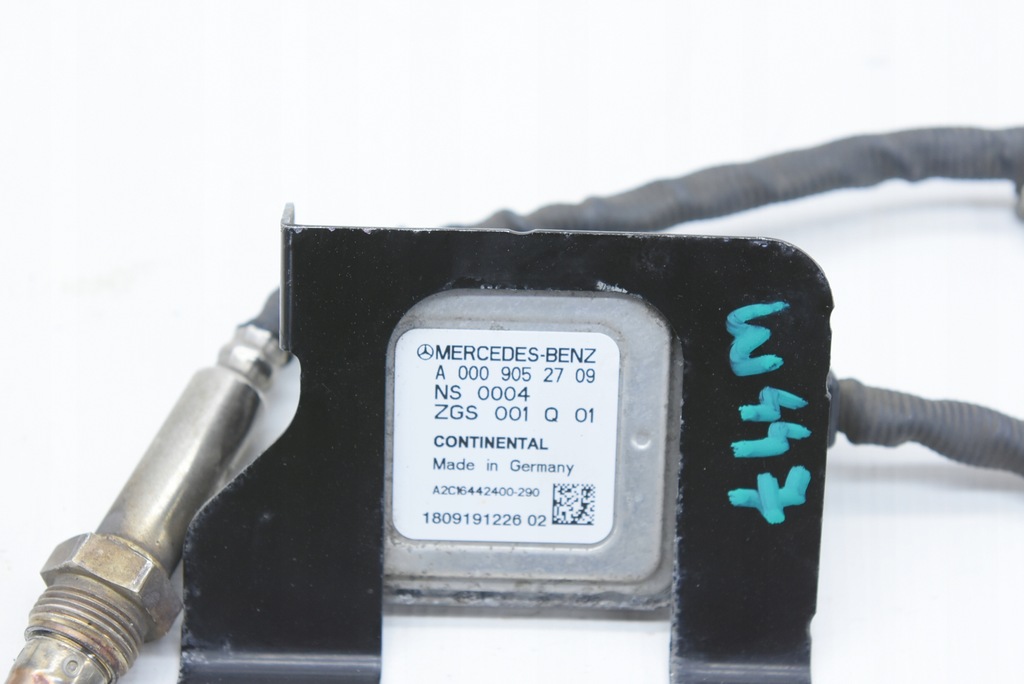 MERCEDES-BENZ
A 000 905 27 09
NS 0004
ZGS 001 Q 01
CONTINENTAL
Made in Germany
A2C16442400-290
1809191226 02
W447